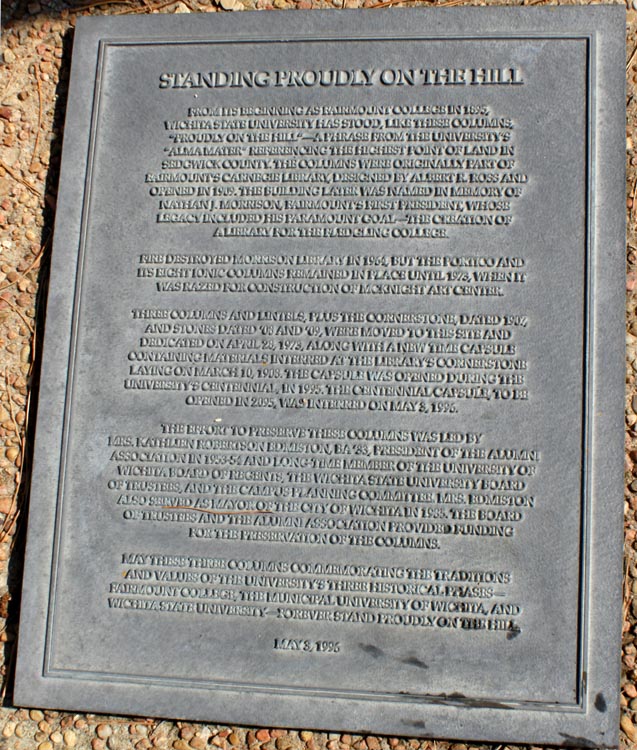 STANDING PROUDLY ON THE HILL
FROM ITS BEGINNING AS FAIRMOUNT COLLEGE IN 1895,
WICHITA STATE UNIVERSITY HAS STOOD, LIKE THESE COLUMNS,
"PROUDLY ON THE HILL"—A PHRASE FROM THE UNIVERSITY'S
"ALMA MATER" REFERENCING THE HIGHEST POINT OF LAND IN
SEDGWICK COUNTY. THE COLUMNS WERE ORIGINALLY PART OF
FAIRMOUNT'S CARNEGIE LIBRARY, DESIGNED BY ALBERT R. ROSS AND
OPENED IN 1909. THE BUILDING LATER WAS NAMED IN MEMORY OF
NATHAN J. MORRISON, FAIRMOUNT'S FIRST PRESIDENT, WHOSE
LEGACY INCLUDED HIS PARAMOUNT GOAL—THE CREATION OF
A LIBRARY FOR THE FLEDGLING COLLEGE.
FIRE DESTROYED MORRISON LIBRARY IN 1964, BUT THE PORTICO AND
ITS EIGHT IONIC COLUMNS REMAINED IN PLACE UNTIL 1973, WHEN IT
WAS RAZED FOR CONSTRUCTION OF MCKNIGHT ART CENTER.
THREE COLUMNS AND LINTELS, PLUS THE CORNERSTONE, DATED 1907,
AND STONES DATED '08 AND '09, WERE MOVED TO THIS SITE AND
DEDICATED ON APRIL 28, 1973, ALONG WITH A NEW TIME CAPSULE
CONTAINING MATERIALS INTERRED AT THE LIBRARY'S CORNERSTONE
LAYING ON MARCH 10, 1908. THE CAPSULE WAS OPENED DURING THE
UNIVERSITY'S CENTENNIAL, IN 1995. THE CENTENNIAL CAPSULE, TO BE
OPENED IN 2095, WAS INTERRED ON MAY 3, 1996.
THE EFFORT TO PRESERVE THESE COLUMNS WAS LED BY
MRS. KATHLIEN ROBERTSON EDMISTON, BA '33, PRESIDENT OF THE ALUMNI
ASSOCIATION IN 1953-54 AND LONG-TIME MEMBER OF THE UNIVERSITY OF
WICHITA BOARD OF REGENTS, THE WICHITA STATE UNIVERSITY BOARD
OF TRUSTEES, AND THE CAMPUS PLANNING COMMITTEE. MRS. EDMISTON
ALSO SERVED AS MAYOR OF THE CITY OF WICHITA IN THE BOARD
OF TRUSTEES AND THE ALUMNI ASSOCIATION PROVIDED FUNDING
FOR THE PRESERVATION OF THE COLUMNS.
MAY THESE THREE COLUMNS COMMEMORATING THE TRADITIONS
AND VALUES OF THE UNIVERSITY'S THREE HISTORICAL PHASES—
FAIRMOUNT COLLEGE, THE MUNICIPAL UNIVERSITY OF WICHITA, AND
WICHITA STATE UNIVERSITY—FOREVER STAND PROUDLY ON THE HILL.
MAY 3, 1996